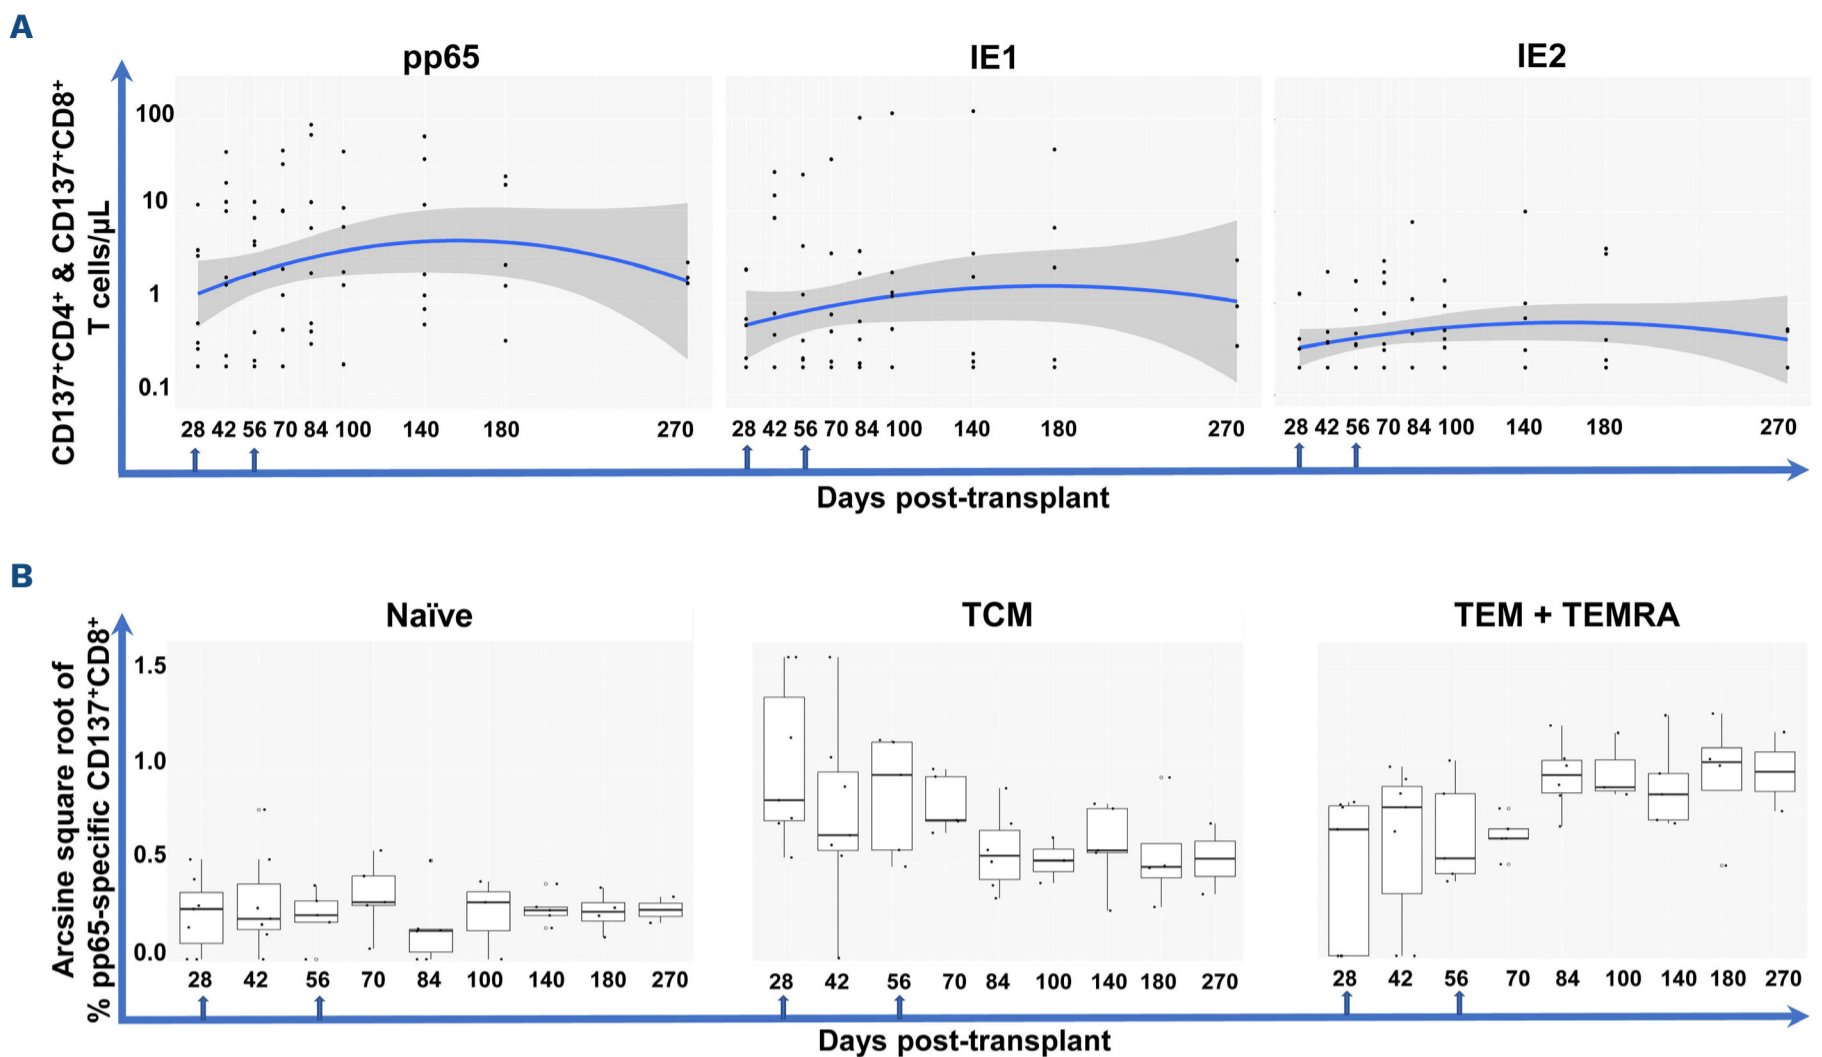 A
pp65
IE1
IE2
CD137⁺CD4⁺ & CD137⁺CD8⁺
T cells/µL
100
10
1
0.1
28 42 56 70 84 100 140 180 270
28 42 56 70 84 100 140 180 270
28 42 56 70 84 100 140 180 270
Days post-transplant
B
Naïve
TCM
TEM + TEMRA
Arcsine square root of
% pp65-specific CD137⁺CD8⁺
1.5
1.0
0.5
0.0
28 42 56 70 84 100 140 180 270
28 42 56 70 84 100 140 180 270
28 42 56 70 84 100 140 180 270
Days post-transplant